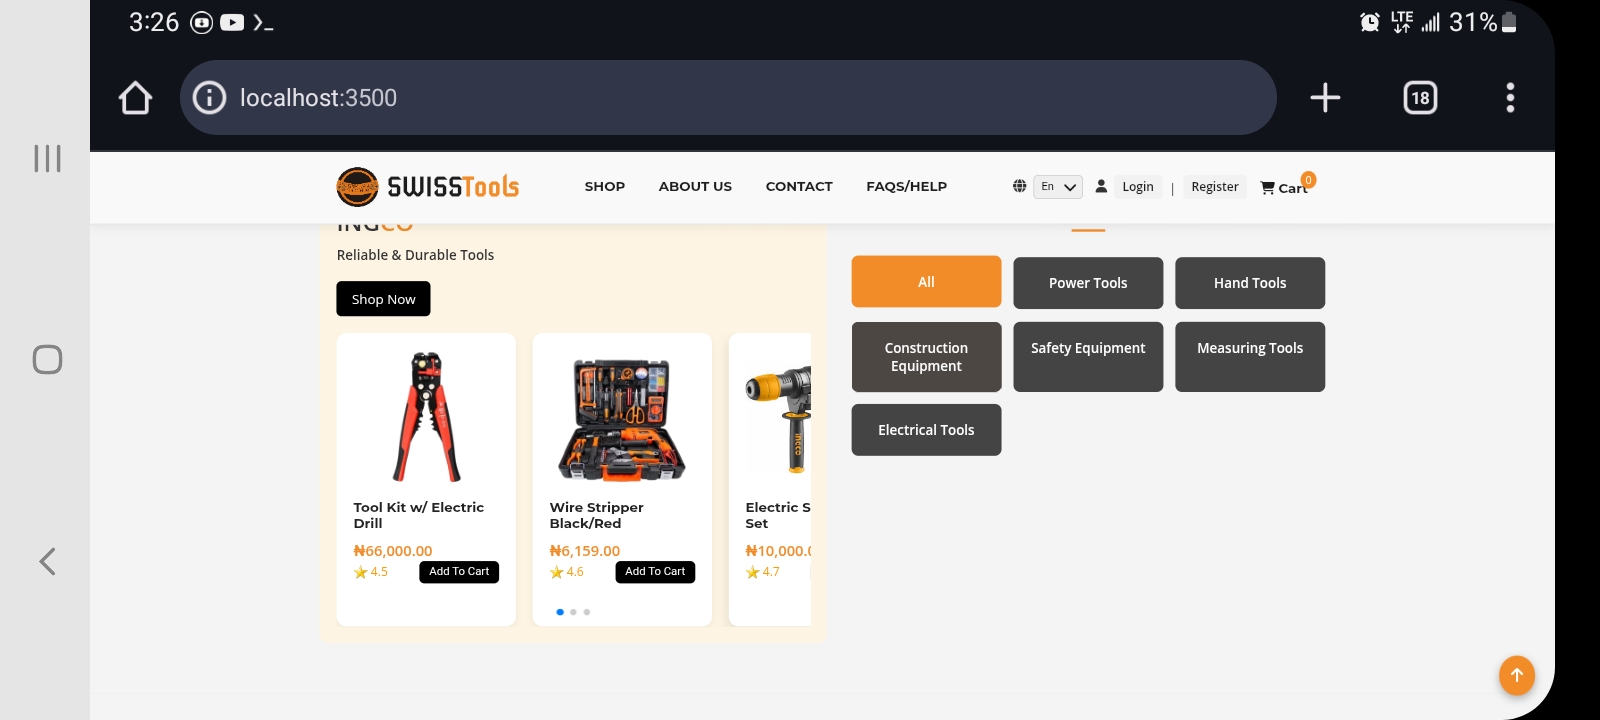 3:26
LTE
31%
localhost:3500
18
SWISSTools
SHOP
ABOUT US
CONTACT
FAQS/HELP
En
Login
|
Register
Cart
0
INGCO
Reliable & Durable Tools
Shop Now
Tool Kit w/ Electric
Drill
₦66,000.00
4.5
Add To Cart
Wire Stripper
Black/Red
₦6,159.00
4.6
Add To Cart
INGCO
Electric S
Set
₦10,000.0
4.7
All
Power Tools
Hand Tools
Construction
Equipment
Safety Equipment
Measuring Tools
Electrical Tools